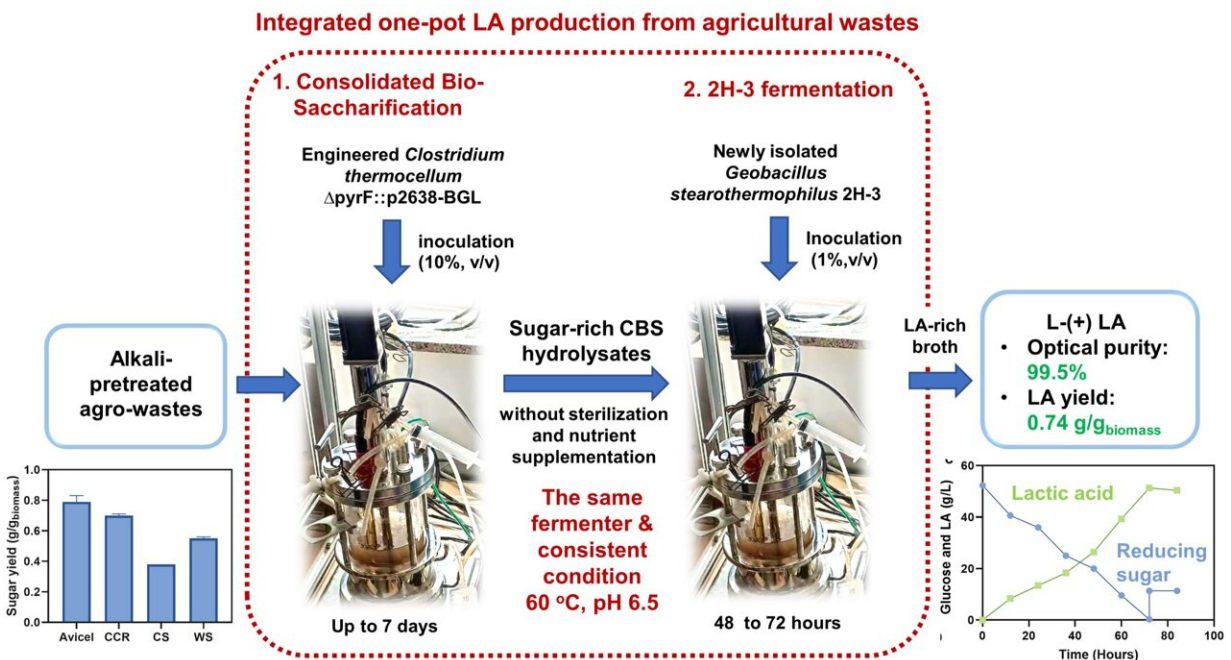 Integrated one-pot LA production from agricultural wastes
1. Consolidated Bio-
Saccharification
Engineered Clostridium
thermocellum
ΔpyrF::p2638-BGL
inoculation
(10%, v/v)
2. 2H-3 fermentation
Newly isolated
Geobacillus
stearothermophilus 2H-3
Inoculation
(1%,v/v)
Alkali-
pretreated
agro-wastes
Sugar-rich CBS
hydrolysates
without sterilization
and nutrient
supplementation
The same
fermenter &
consistent
condition
60 °C, pH 6.5
Up to 7 days
48 to 72 hours
LA-rich
broth
L-(+) LA
• Optical purity:
99.5%
• LA yield:
0.74 g/gbiomass
Sugar yield (g/gbiomass)
1.0
0.8
0.6
0.4
0.2
0.0
Avicel CCR CS WS
Glucose and LA (g/L)
60
40
20
0
Lactic acid
Reducing
sugar
0 20 40 60 80 100
Time (Hours)